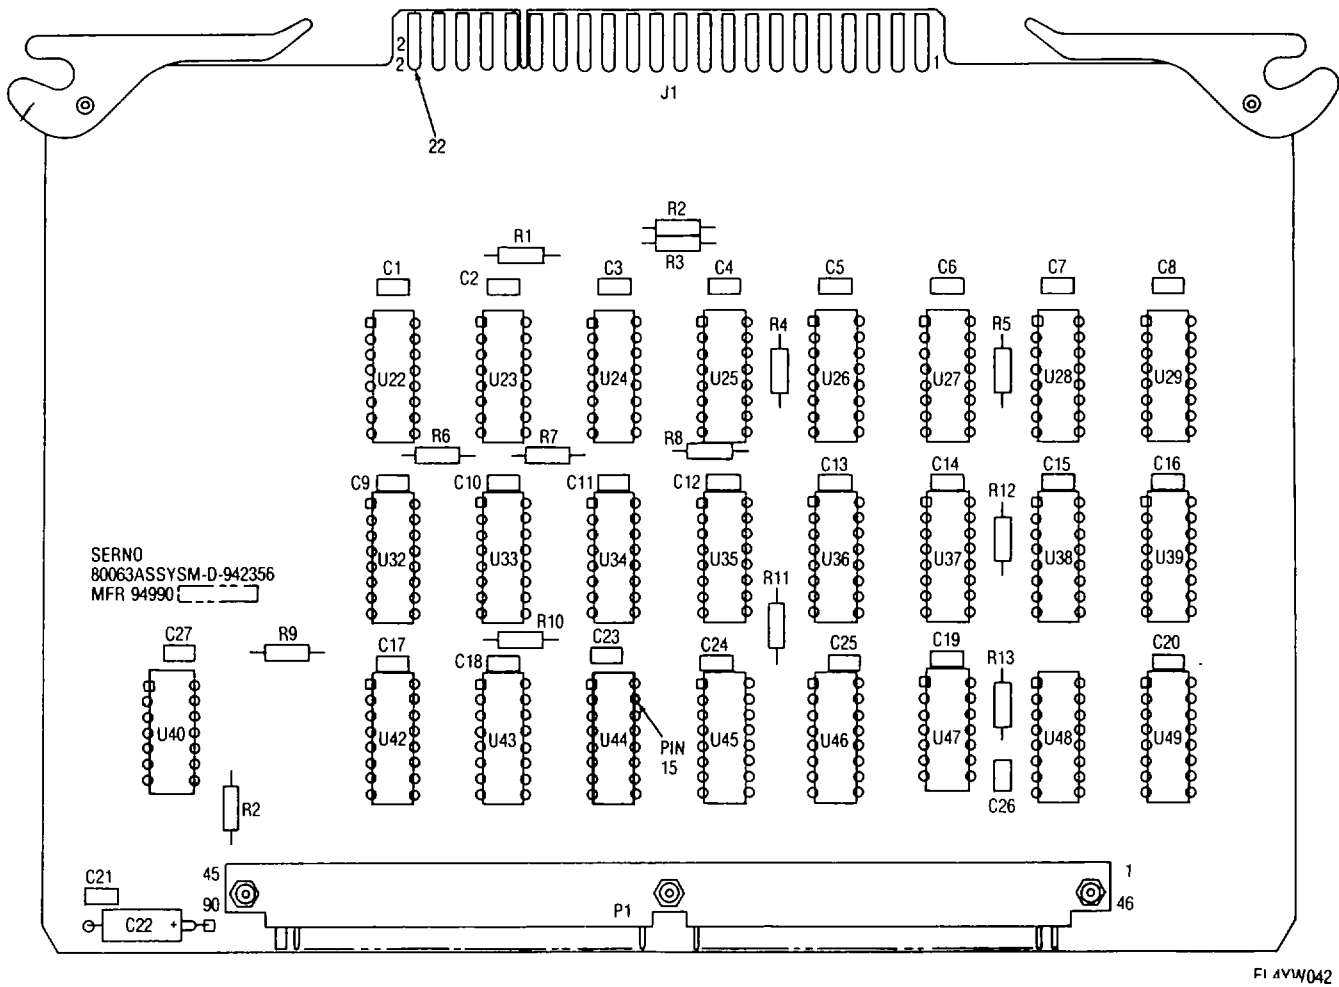 2
2
1
J1
22
R2
R1
R3
C1
C2
C3
C4
C5
C6
C7
C8
R4
R5
U22
U23
U24
U25
U26
U27
U28
U29
R6
R7
R8
C9
C10
C11
C12
C13
C14
C15
C16
R12
U32
U33
U34
U35
U36
U37
U38
U39
SERNO
80063ASSYSM-D-942356
MFR 94990
R11
R10
C27
R9
C17
C18
C23
C24
C25
C19
R13
C20
U40
U42
U43
U44
PIN
15
U45
U46
U47
U48
U49
C26
R2
45
1
C21
90
P1
46
C22 +
EL4YW042